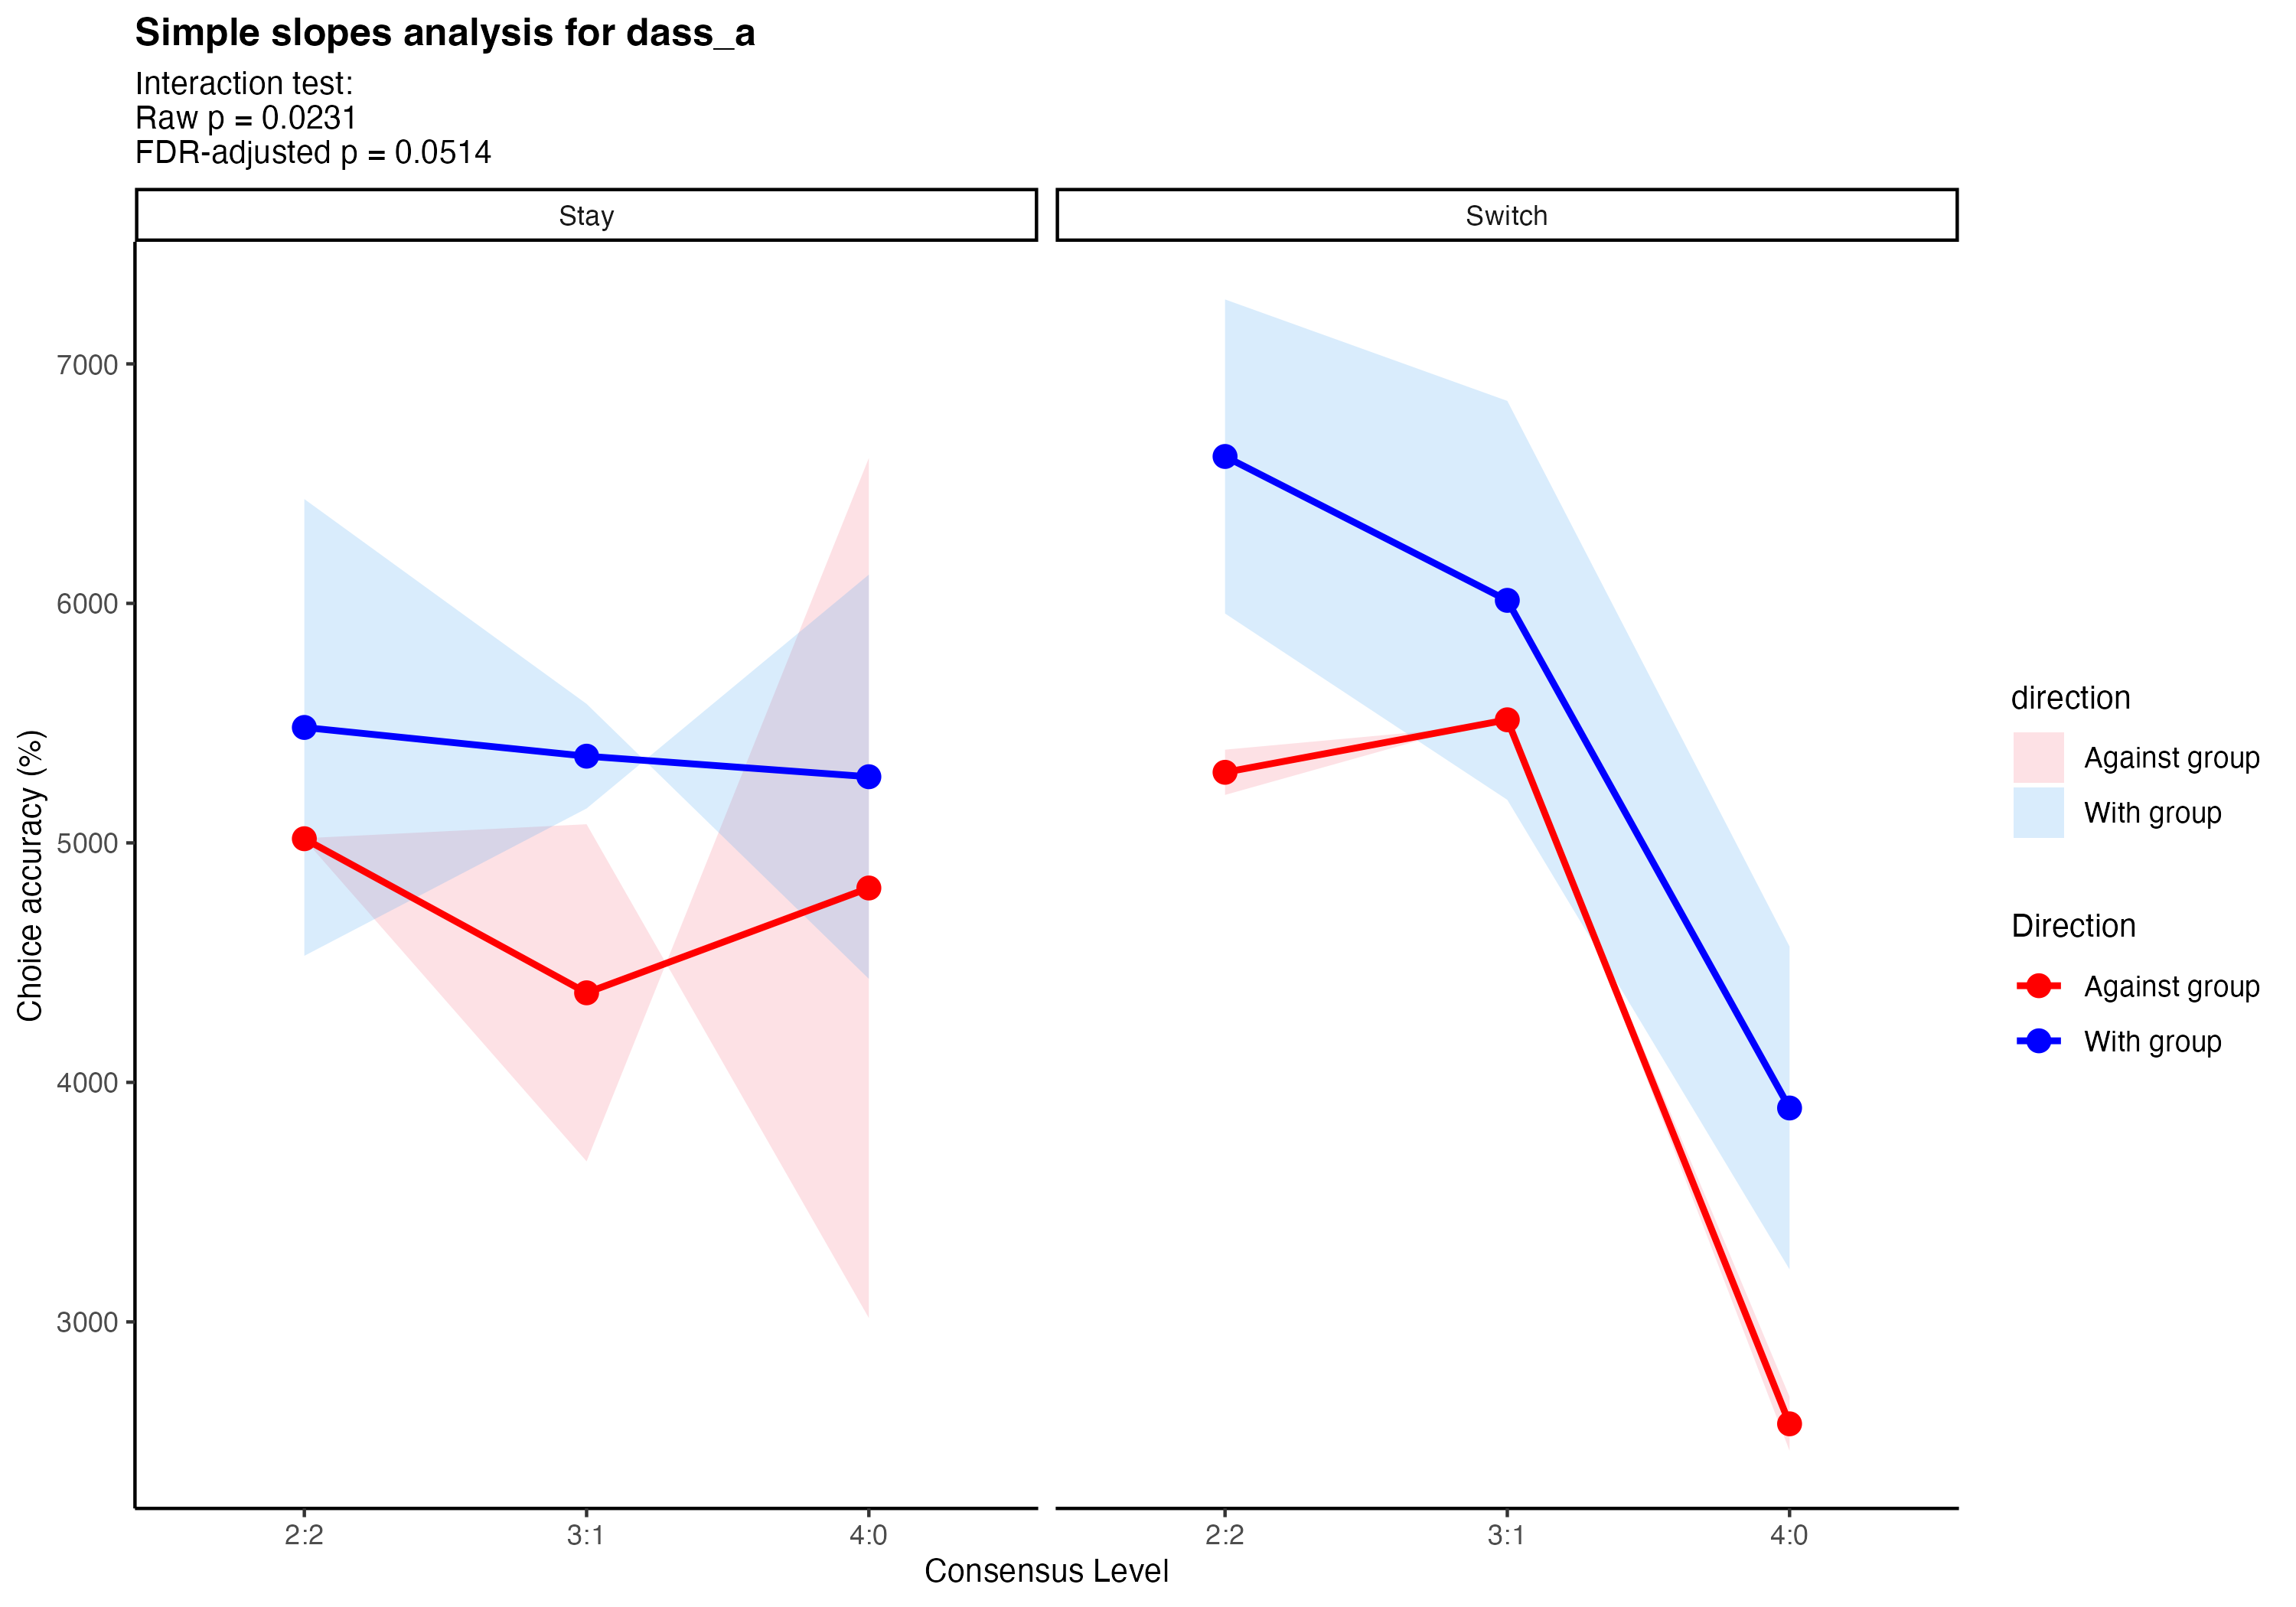 Simple slopes analysis for dass_a
Interaction test:
Raw p = 0.0231
FDR-adjusted p = 0.0514
Stay
Switch
7000
6000
5000
4000
3000
Choice accuracy (%)
2:2
3:1
4:0
2:2
3:1
4:0
Consensus Level
direction
Against group
With group
Direction
Against group
With group